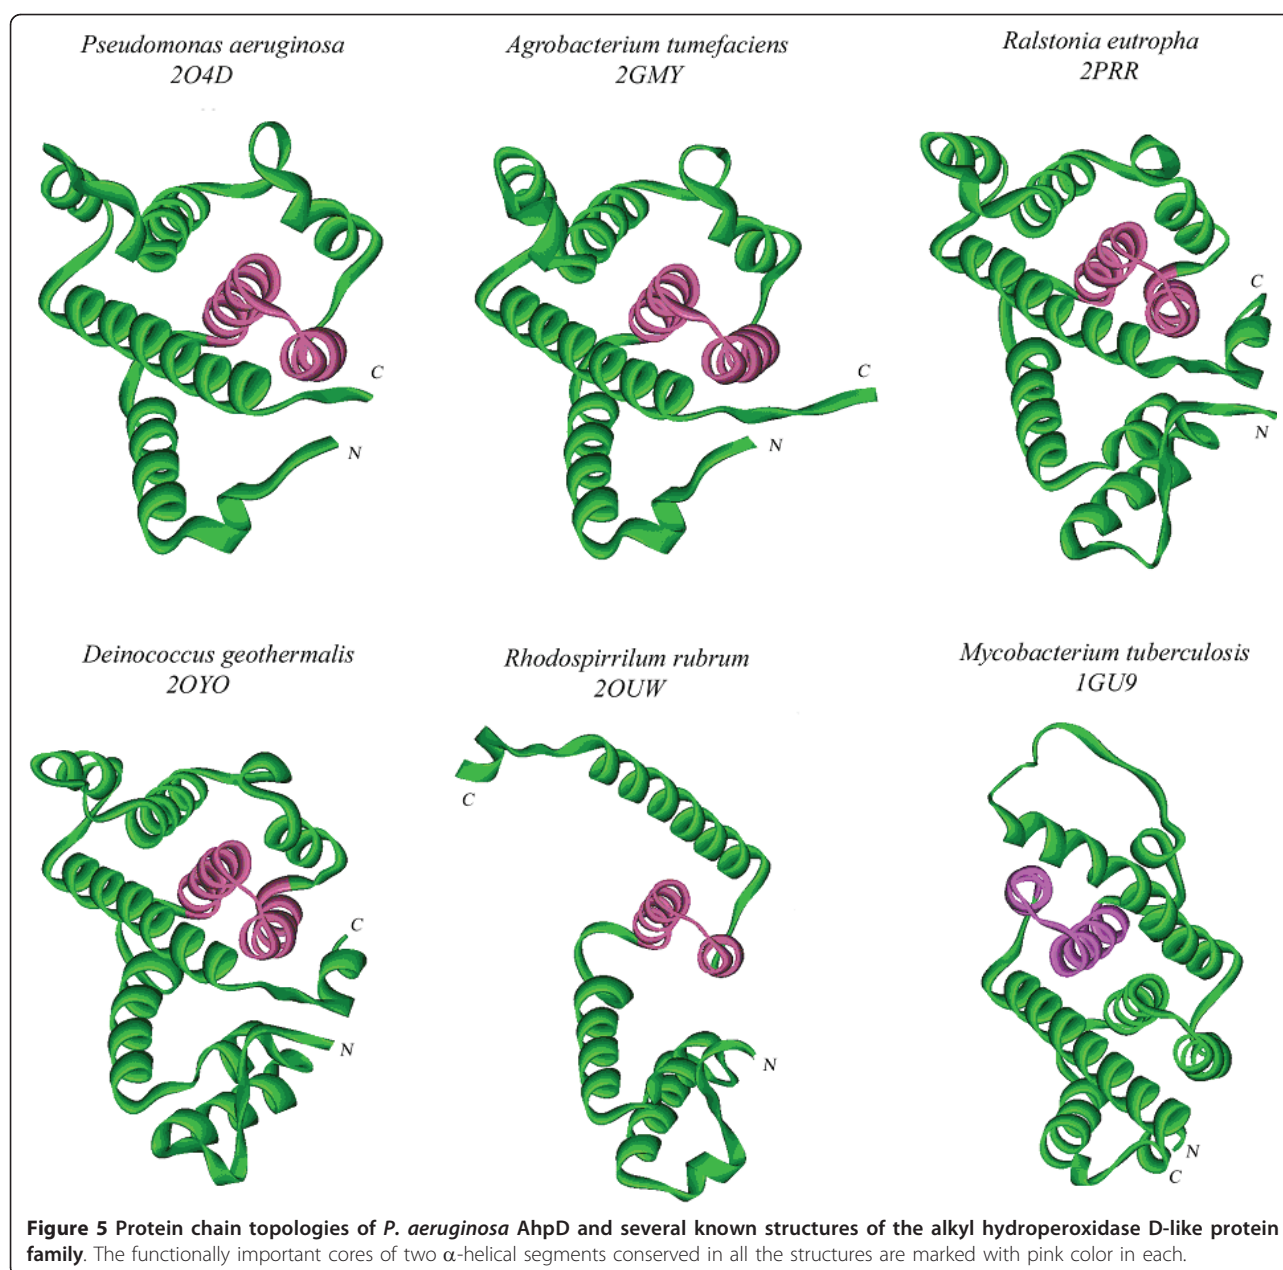 Pseudomonas aeruginosa
2O4D
Agrobacterium tumefaciens
2GMY
Ralstonia eutropha
2PRR
C
N
C
N
C
N
Deinococcus geothermalis
2OYO
Rhodospirrilum rubrum
2OUW
Mycobacterium tuberculosis
1GU9
C
N
C
N
N
C
Figure 5 Protein chain topologies of P. aeruginosa AhpD and several known structures of the alkyl hydroperoxidase D-like protein
family. The functionally important cores of two α-helical segments conserved in all the structures are marked with pink color in each.